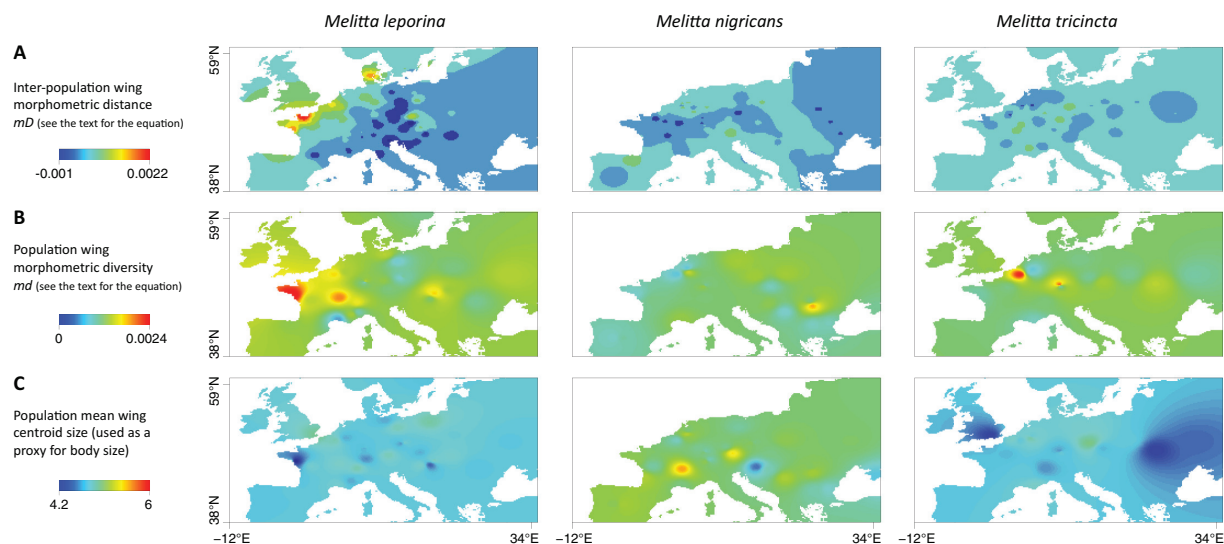 Melitta leporina Melitta nigricans Melitta tricincta
A
Inter-population wing
morphometric distance
mD (see the text for the equation)
-0.001 0.0022
59°N
38°N
B
Population wing
morphometric diversity
md (see the text for the equation)
0 0.0024
59°N
38°N
C
Population mean wing
centroid size (used as a
proxy for body size)
4.2 6
59°N
38°N
−12°E 34°E −12°E 34°E